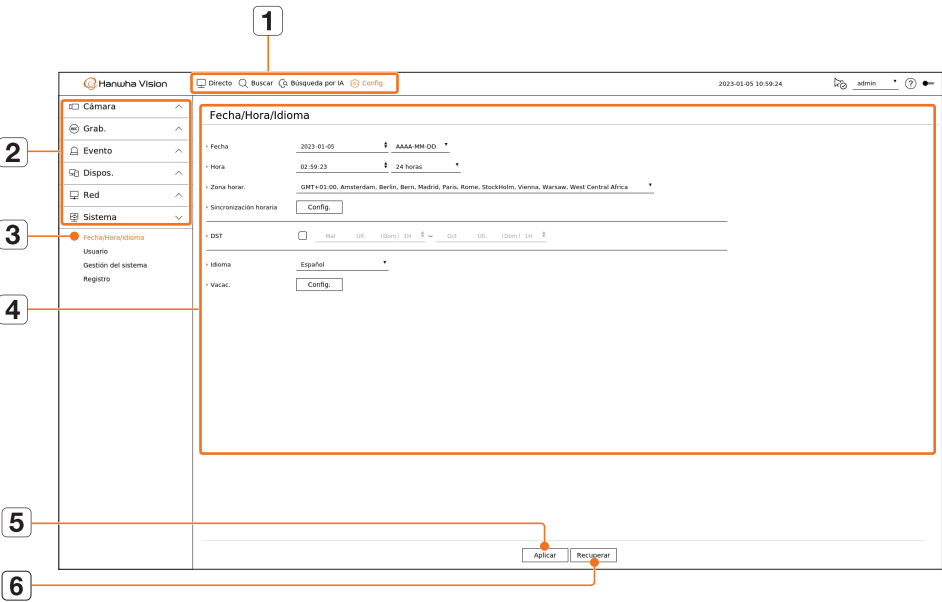 1
Hanwha Vision
Directo Buscar Búsqueda por IA Config.
2023-01-05 10:59:24
admin
?
2
Cámara
Grab.
Evento
Dispos.
Red
Sistema
3
Fecha/Hora/Idioma
Usuario
Gestión del sistema
Registro
4
Fecha/Hora/Idioma
Fecha 2023-01-05 AAAA-MM-DD
Hora 02:59:23 24 horas
Zona horar. GMT+01:00, Amsterdam, Berlin, Bern, Madrid, Paris, Rome, StockHolm, Vienna, Warsaw, West Central Africa
Sincronización horaria Config.
DST Mar Últ. (Dom) 1H ~ Oct Últ. (Dom) 1H
Idioma Español
Vacac. Config.
5
Aplicar Recuperar
6